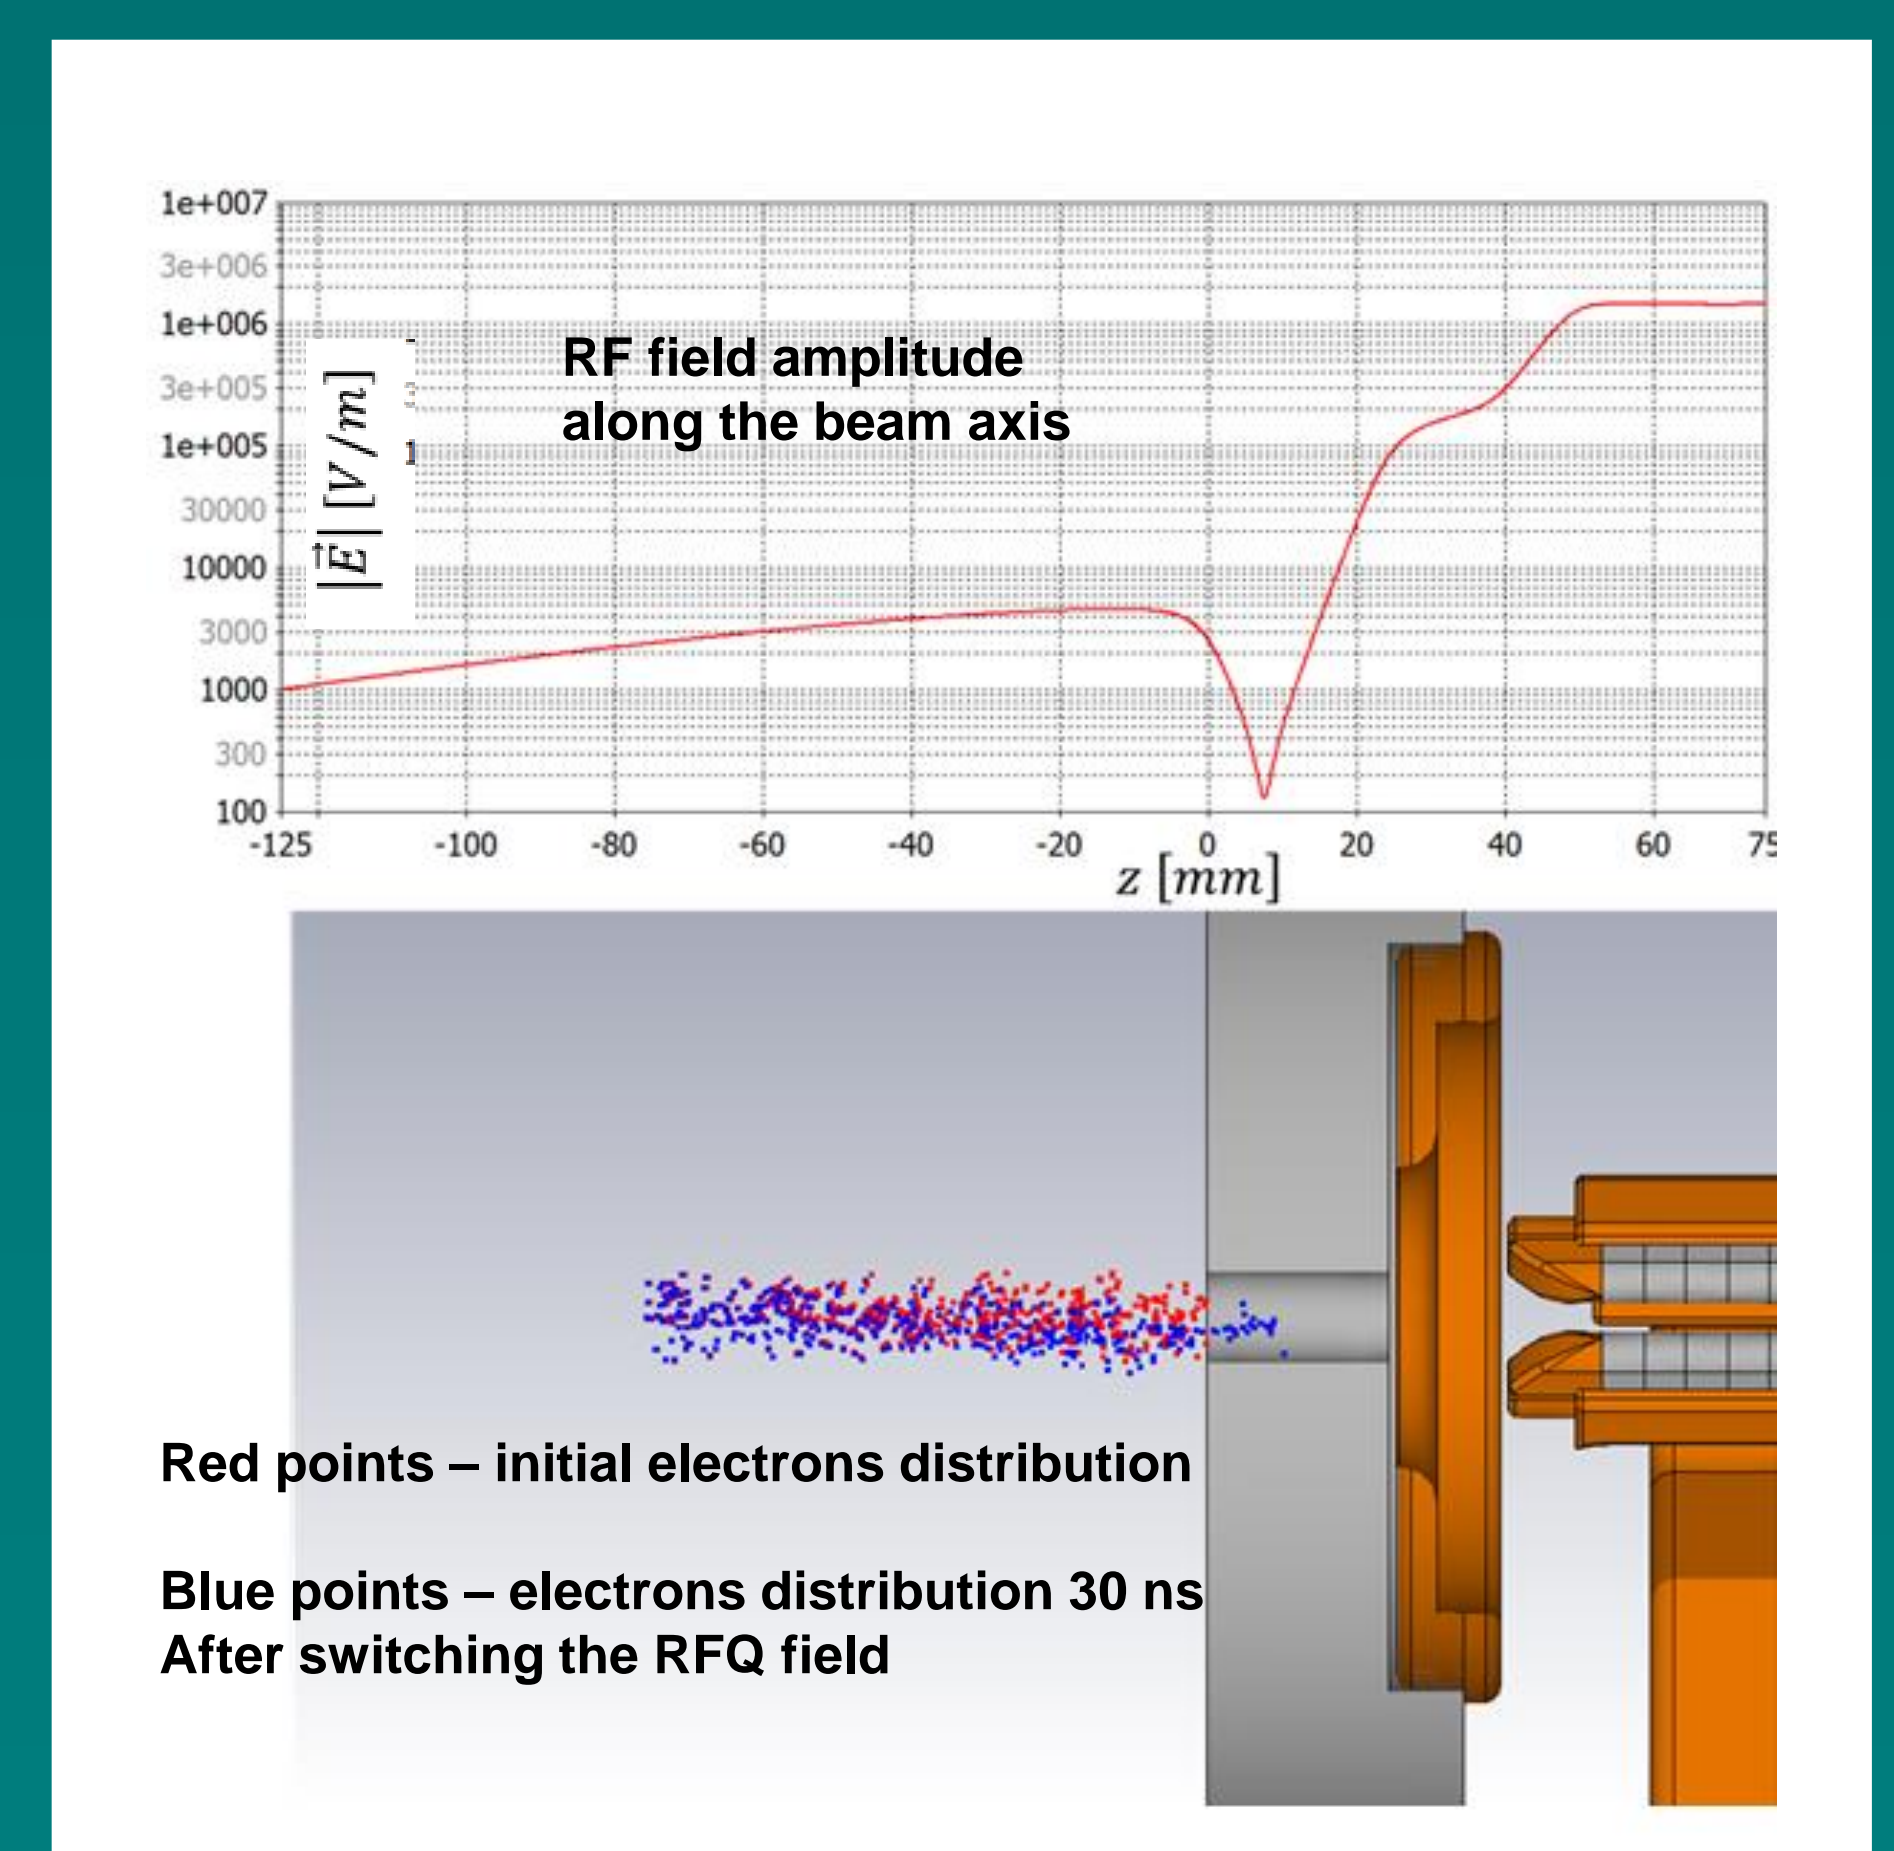 1e+007
3e+006
1e+006
3e+005
1e+005
30000
10000
3000
1000
300
100
|E⃗| [V/m]
RF field amplitude
along the beam axis
-125 -100 -80 -60 -40 -20 0 20 40 60 75
z [mm]
Red points – initial electrons distribution
Blue points – electrons distribution 30 ns
After switching the RFQ field